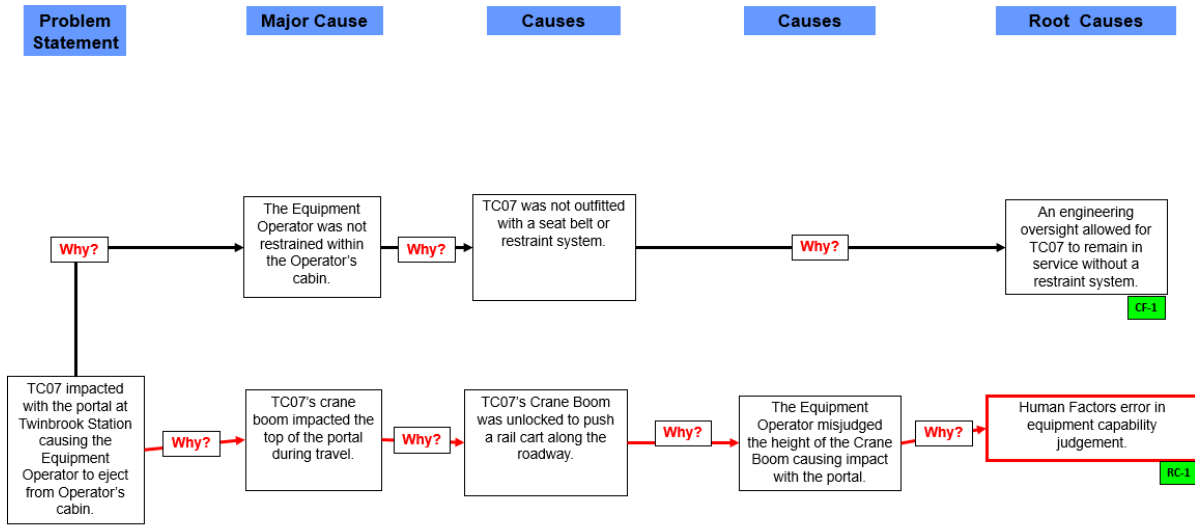 Problem
Statement
Major Cause
Causes
Causes
Root Causes
Why?
The Equipment
Operator was not
restrained within
the Operator's
cabin.
Why?
TC07 was not outfitted
with a seat belt or
restraint system.
Why?
An engineering
oversight allowed for
TC07 to remain in
service without a
restraint system.
CF-1
TC07 impacted
with the portal at
Twinbrook Station
causing the
Equipment
Operator to eject
from Operator's
cabin.
Why?
TC07's crane
boom impacted the
top of the portal
during travel.
Why?
TC07's Crane Boom
was unlocked to push
a rail cart along the
roadway.
Why?
The Equipment
Operator misjudged
the height of the Crane
Boom causing impact
with the portal.
Why?
Human Factors error in
equipment capability
judgement.
RC-1